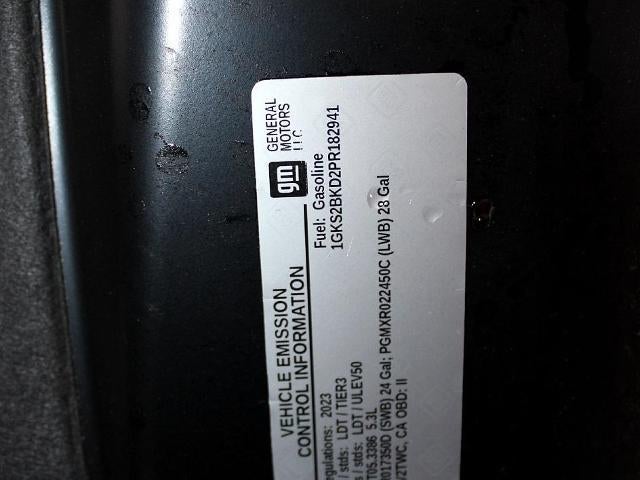 VEHICLE EMISSION
CONTROL INFORMATION
gm
GENERAL
MOTORS
LLC
Fuel: Gasoline
1GKS2BKD2PR182941
egulations: 2023
/ stds: LDT / TIER3
/ stds: LDT / ULEV50
T05.3386 5.3L
017350D (SWB) 24 Gal; PGMXR022450C (LWB) 28 Gal
/2TWC, CA OBD: II